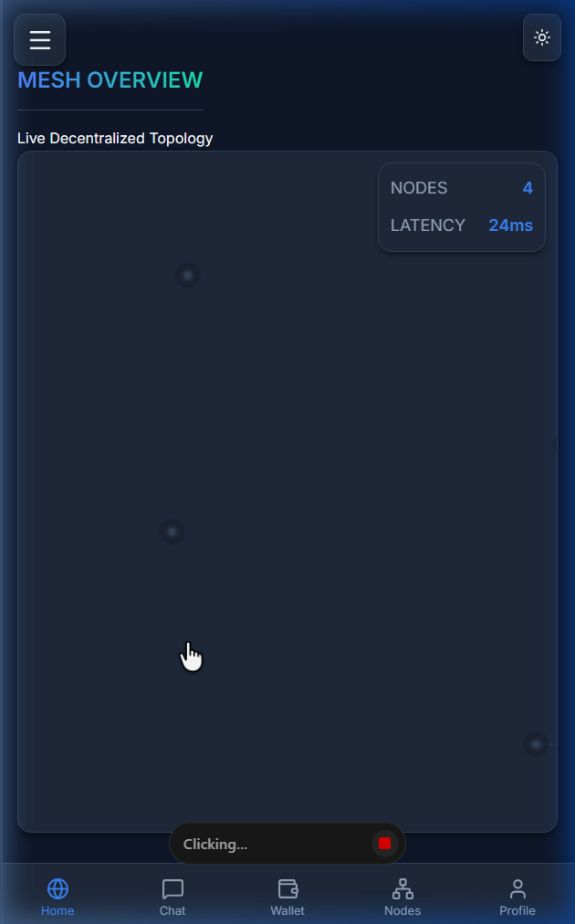 MESH OVERVIEW
Live Decentralized Topology
NODES 4
LATENCY 24ms
Clicking...
Home Chat Wallet Nodes Profile